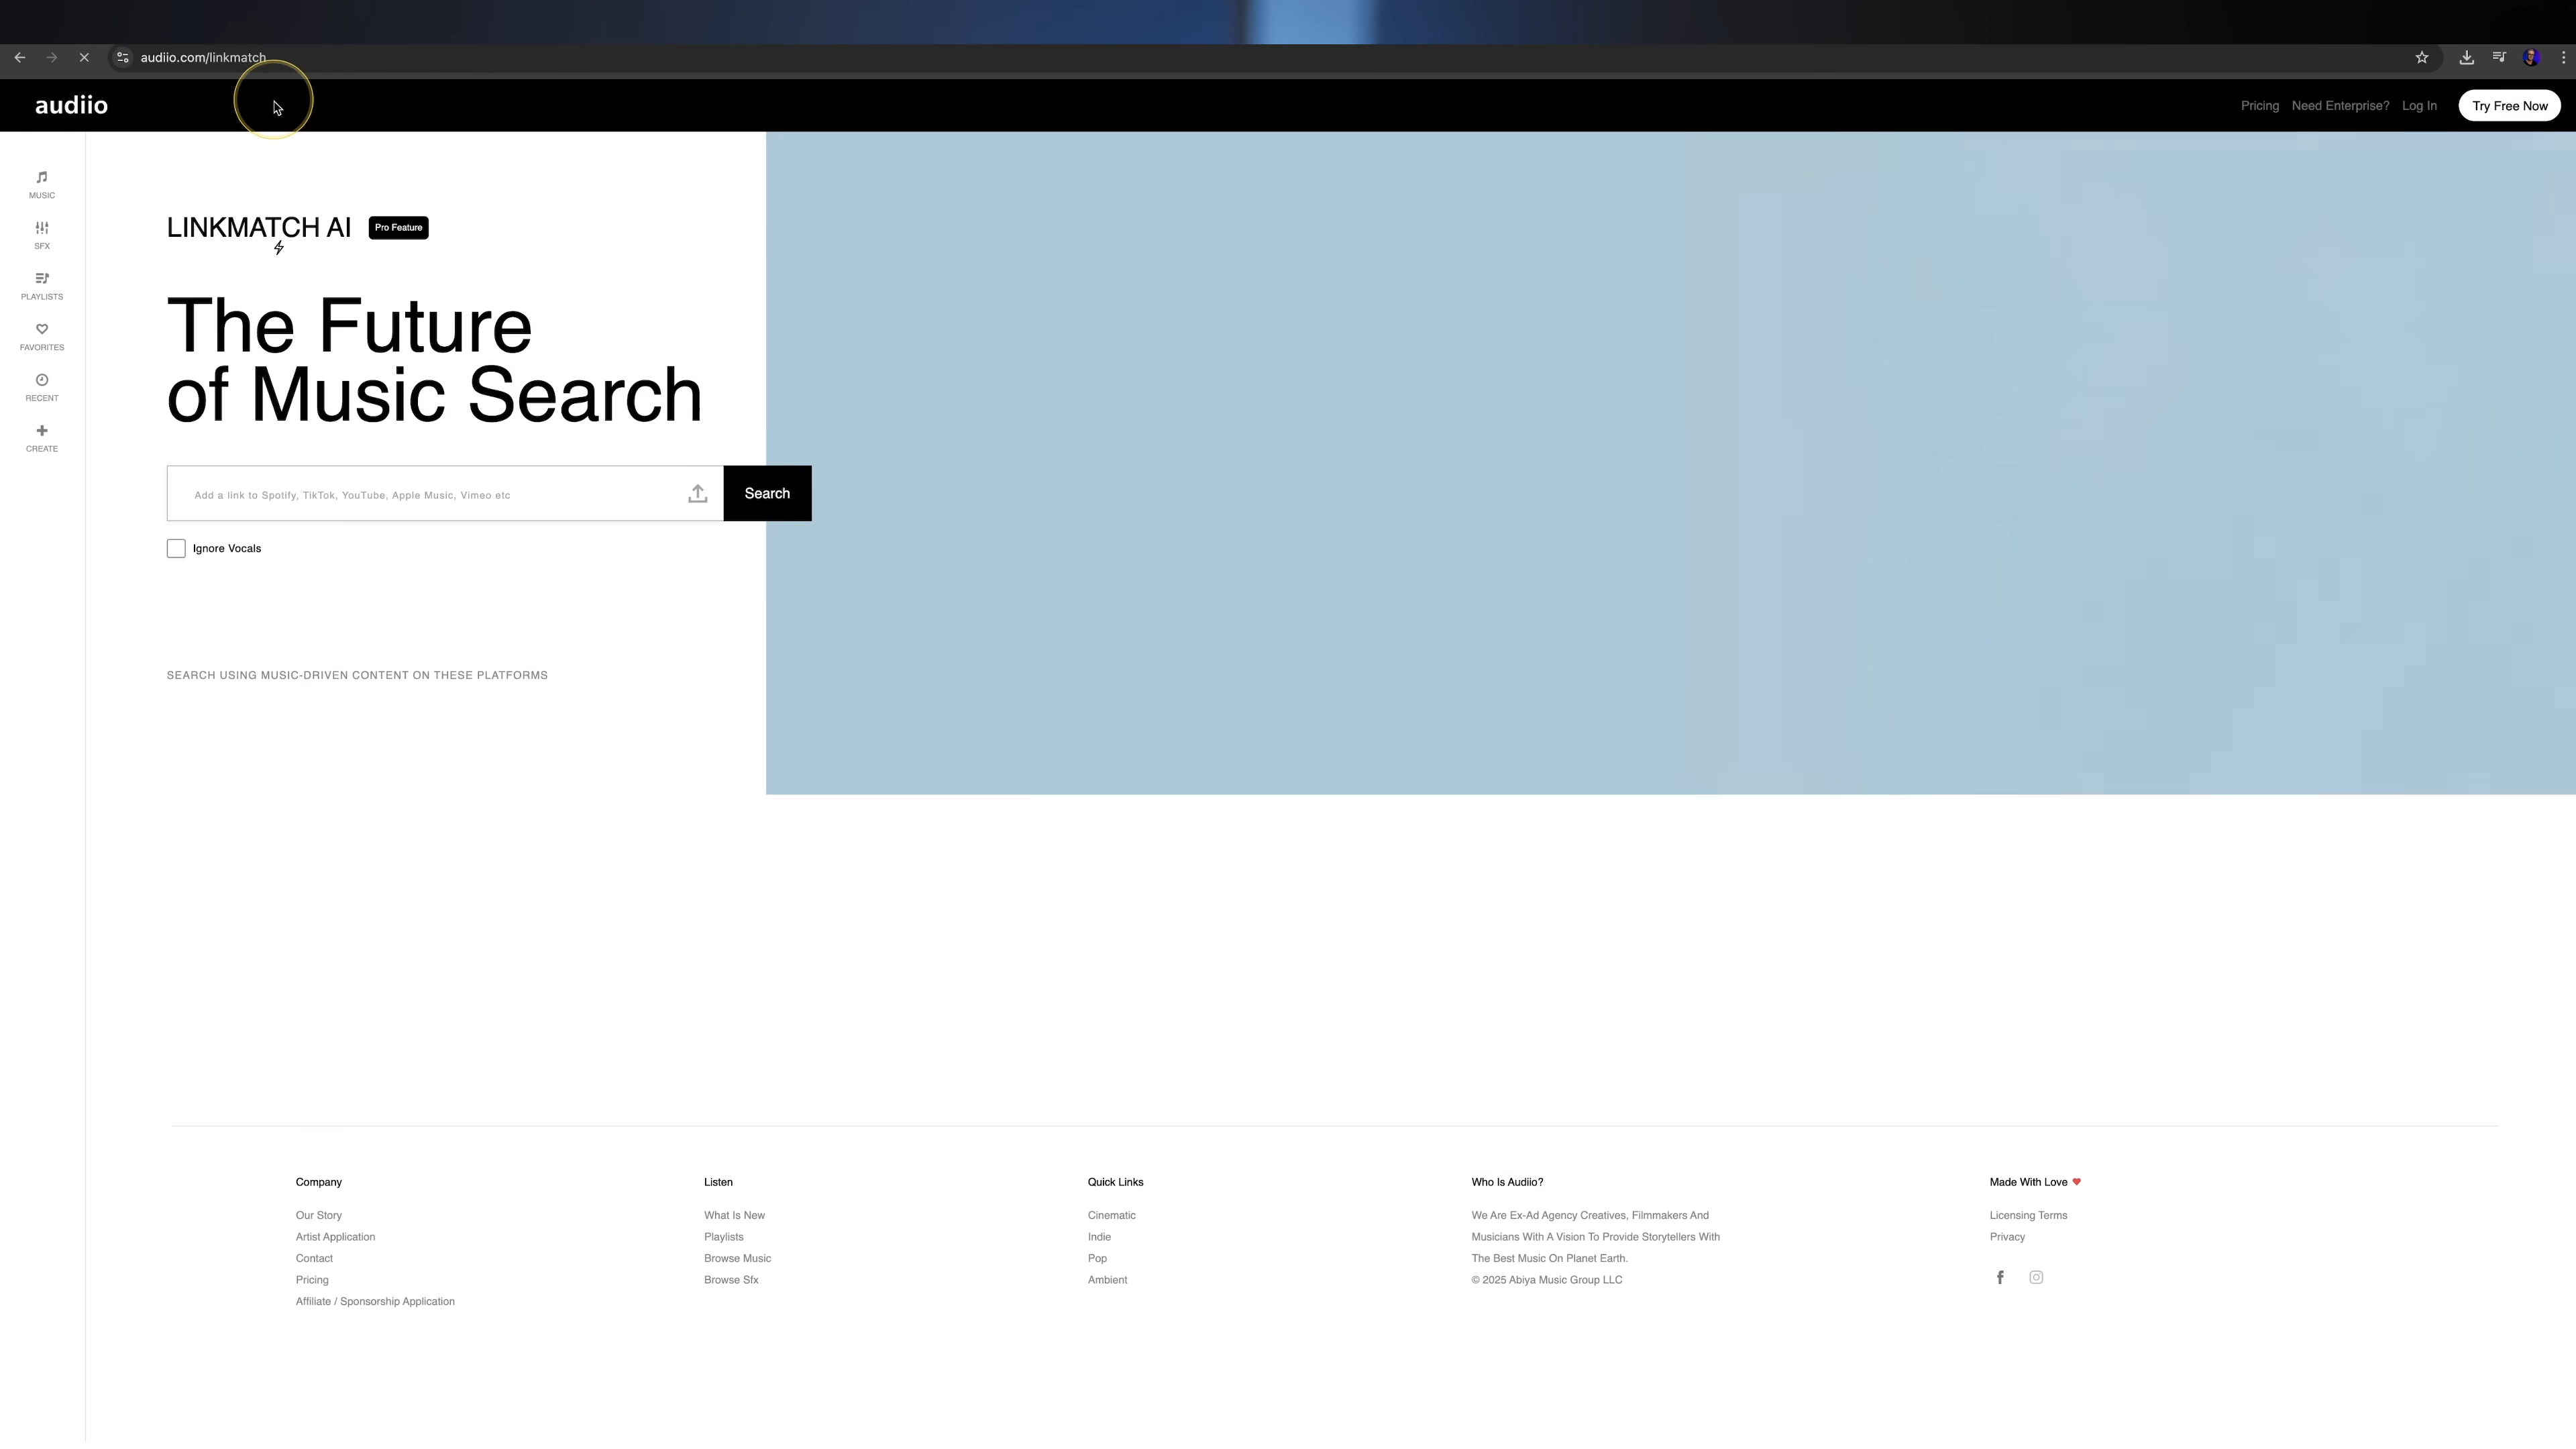 audiio.com/linkmatch
audiio
Pricing Need Enterprise? Log In Try Free Now
MUSIC
SFX
PLAYLISTS
FAVORITES
RECENT
CREATE
LINKMATCH AI Pro Feature
The Future
of Music Search
Add a link to Spotify, TikTok, YouTube, Apple Music, Vimeo etc
Search
Ignore Vocals
SEARCH USING MUSIC-DRIVEN CONTENT ON THESE PLATFORMS
Company
Our Story
Artist Application
Contact
Pricing
Affiliate / Sponsorship Application
Listen
What Is New
Playlists
Browse Music
Browse Sfx
Quick Links
Cinematic
Indie
Pop
Ambient
Who Is Audiio?
We Are Ex-Ad Agency Creatives, Filmmakers And
Musicians With A Vision To Provide Storytellers With
The Best Music On Planet Earth.
© 2025 Abiya Music Group LLC
Made With Love
Licensing Terms
Privacy